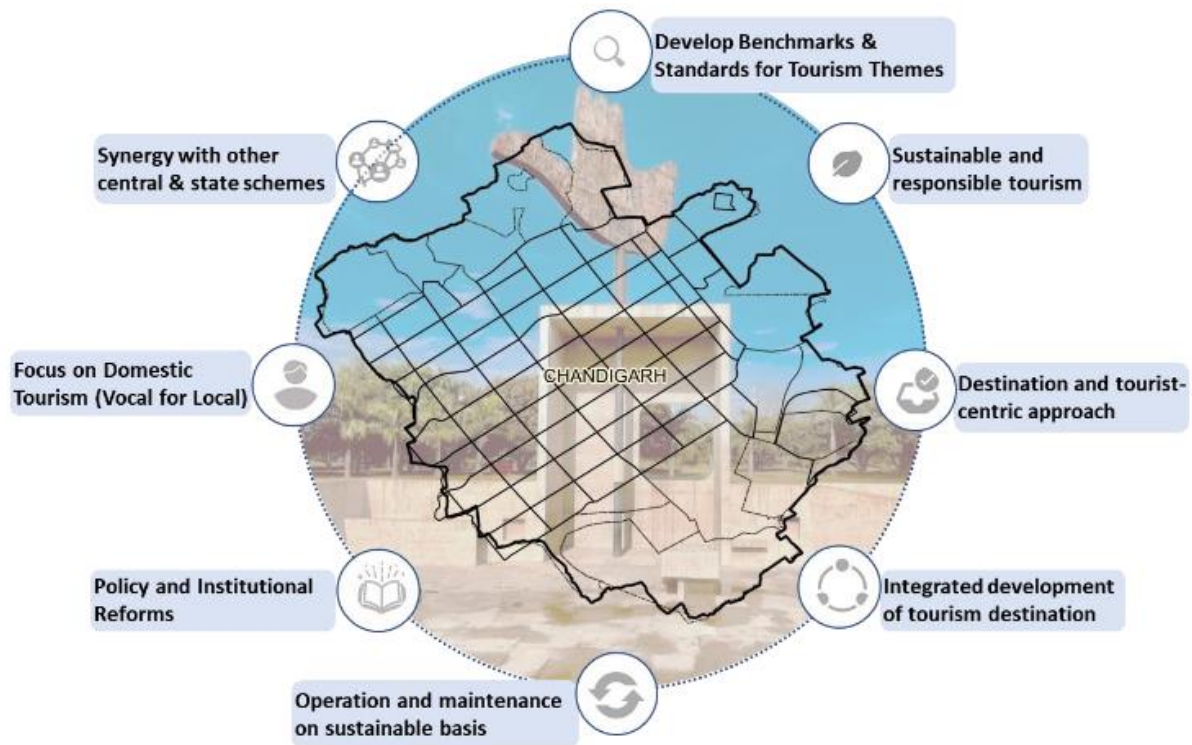 Develop Benchmarks &
Standards for Tourism Themes
Synergy with other
central & state schemes
Sustainable and
responsible tourism
Focus on Domestic
Tourism (Vocal for Local)
CHANDIGARH
Destination and tourist-
centric approach
Policy and Institutional
Reforms
Integrated development
of tourism destination
Operation and maintenance
on sustainable basis